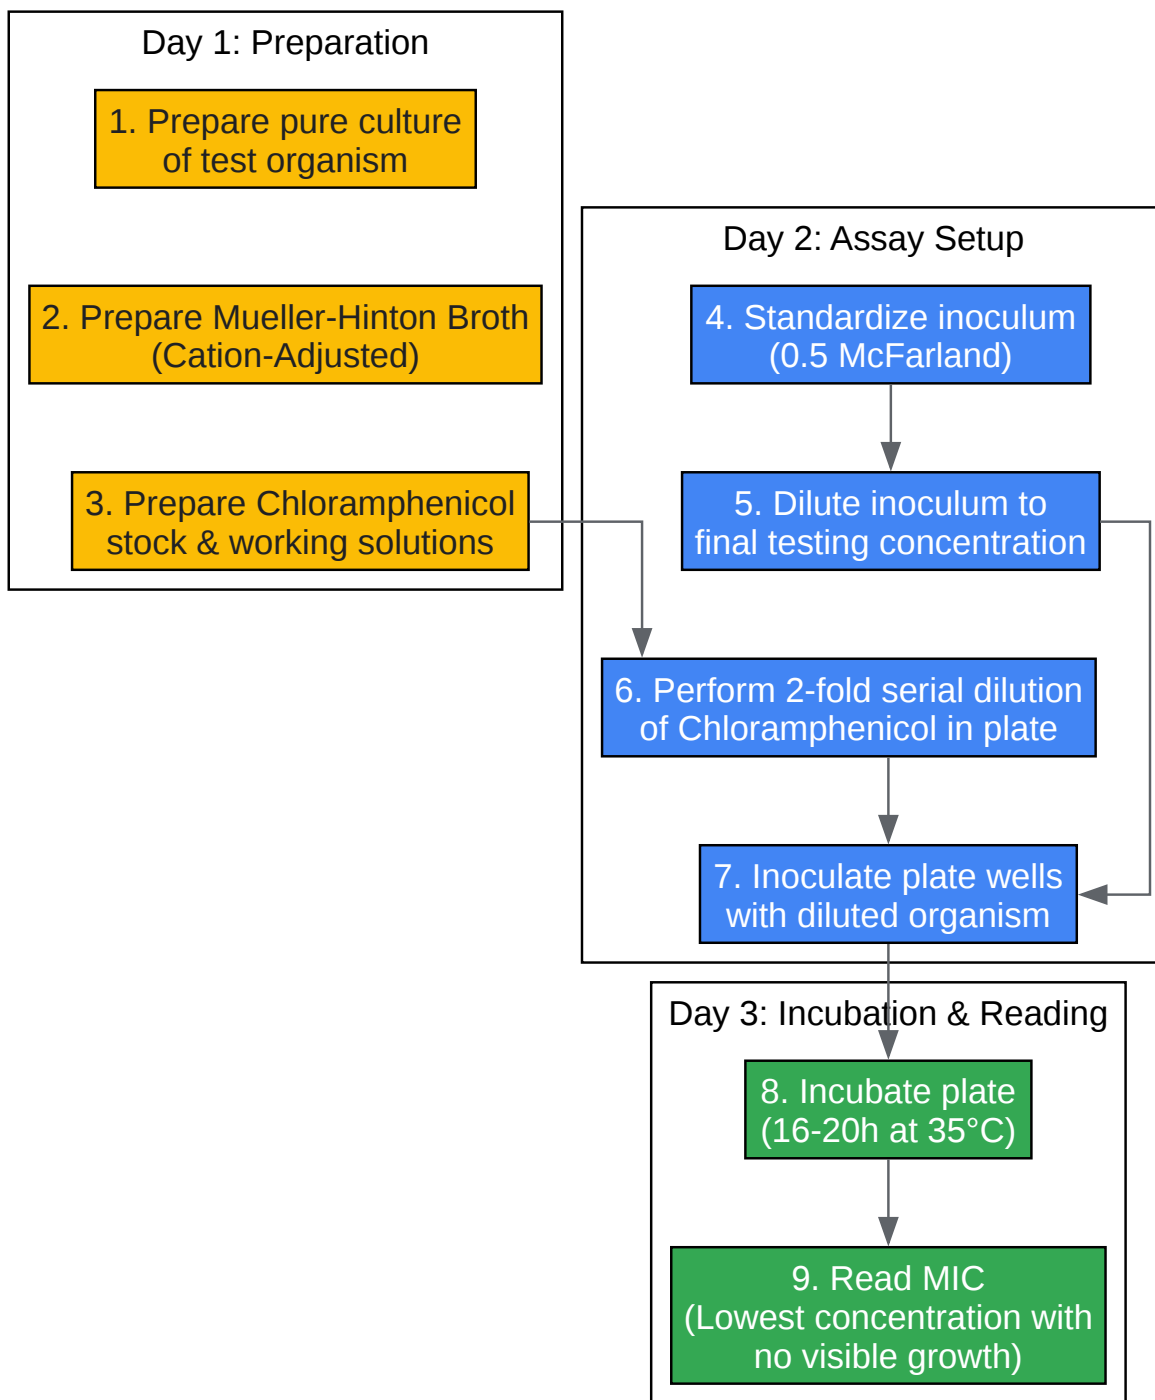 Day 1: Preparation
1. Prepare pure culture
of test organism
2. Prepare Mueller-Hinton Broth
(Cation-Adjusted)
3. Prepare Chloramphenicol
stock & working solutions
Day 2: Assay Setup
4. Standardize inoculum
(0.5 McFarland)
5. Dilute inoculum to
final testing concentration
6. Perform 2-fold serial dilution
of Chloramphenicol in plate
7. Inoculate plate wells
with diluted organism
Day 3: Incubation & Reading
8. Incubate plate
(16-20h at 35°C)
9. Read MIC
(Lowest concentration with
no visible growth)